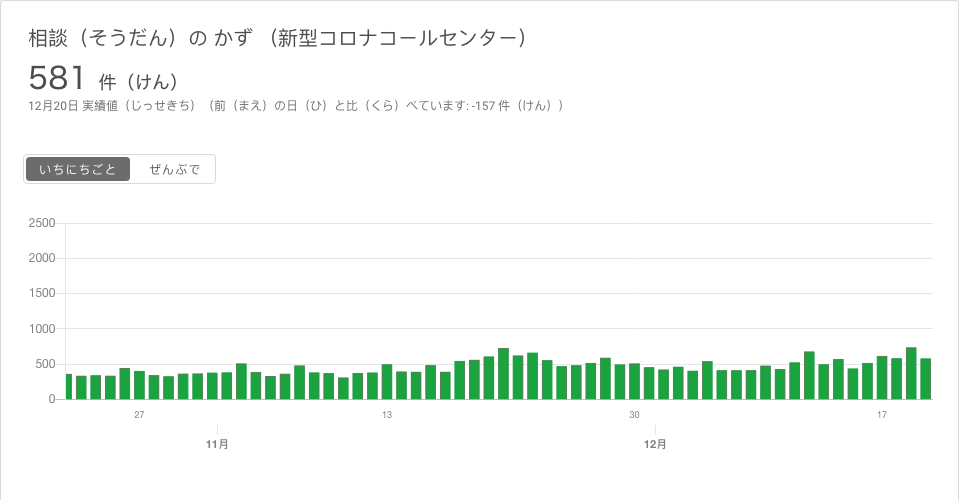 相談（そうだん）の かず （新型コロナコールセンター）
581 件（けん）
12月20日 実績値（じっせきち）（前（まえ）の日（ひ）と比（くら）べています: -157 件（けん））
いちにちごと ぜんぶで
2500
2000
1500
1000
500
0
27 13 30 17
11月 12月